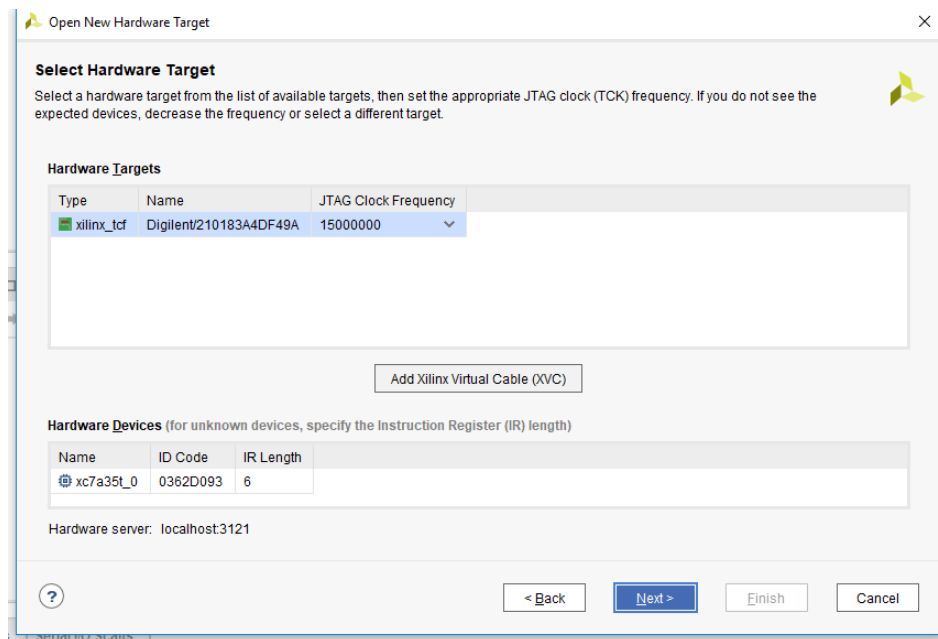 Open New Hardware Target
Select Hardware Target
Select a hardware target from the list of available targets, then set the appropriate JTAG clock (TCK) frequency. If you do not see the
expected devices, decrease the frequency or select a different target.
Hardware Targets
Type Name JTAG Clock Frequency
xilinx_tcf Digilent/210183A4DF49A 15000000
Add Xilinx Virtual Cable (XVC)
Hardware Devices (for unknown devices, specify the Instruction Register (IR) length)
Name ID Code IR Length
xc7a35t_0 0362D093 6
Hardware server: localhost:3121
? < Back Next > Finish Cancel